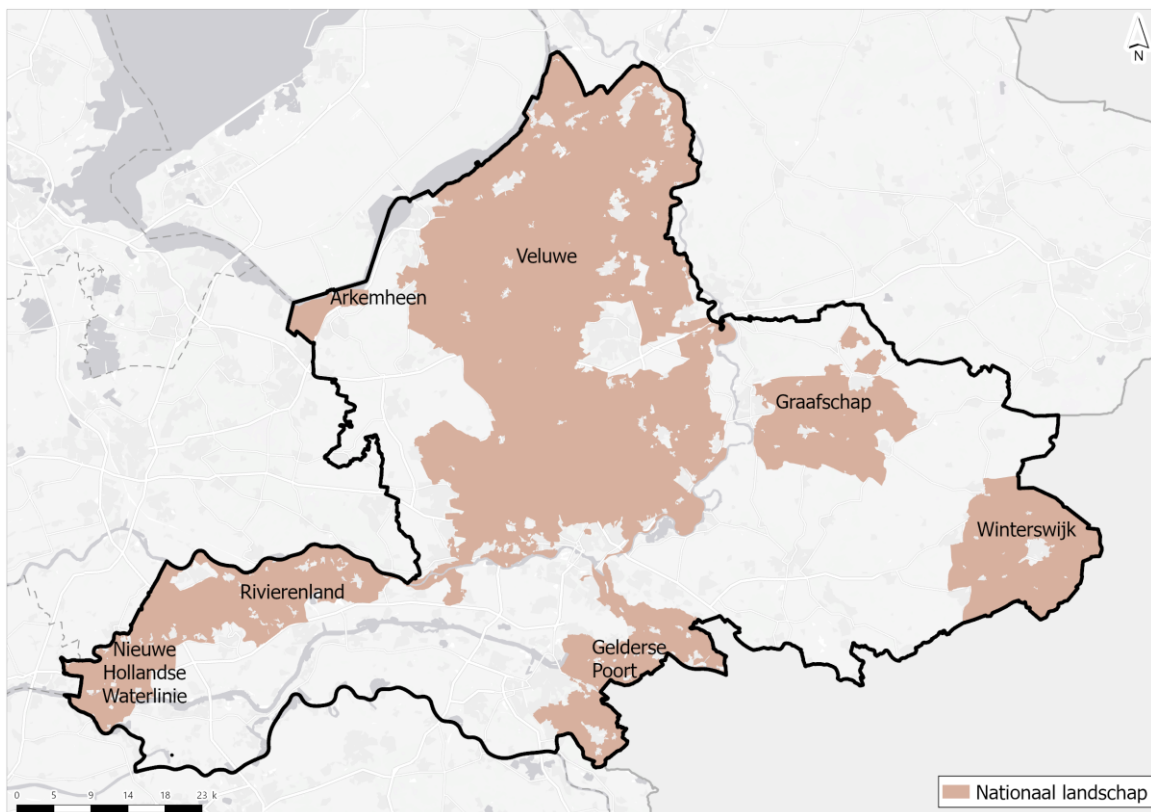 N
Veluwe
Arkemheen
Graafschap
Winterswijk
Rivierenland
Gelderse
Poort
Nieuwe
Hollandse
Waterlinie
0 5 9 14 18 23 k
Nationaal landschap